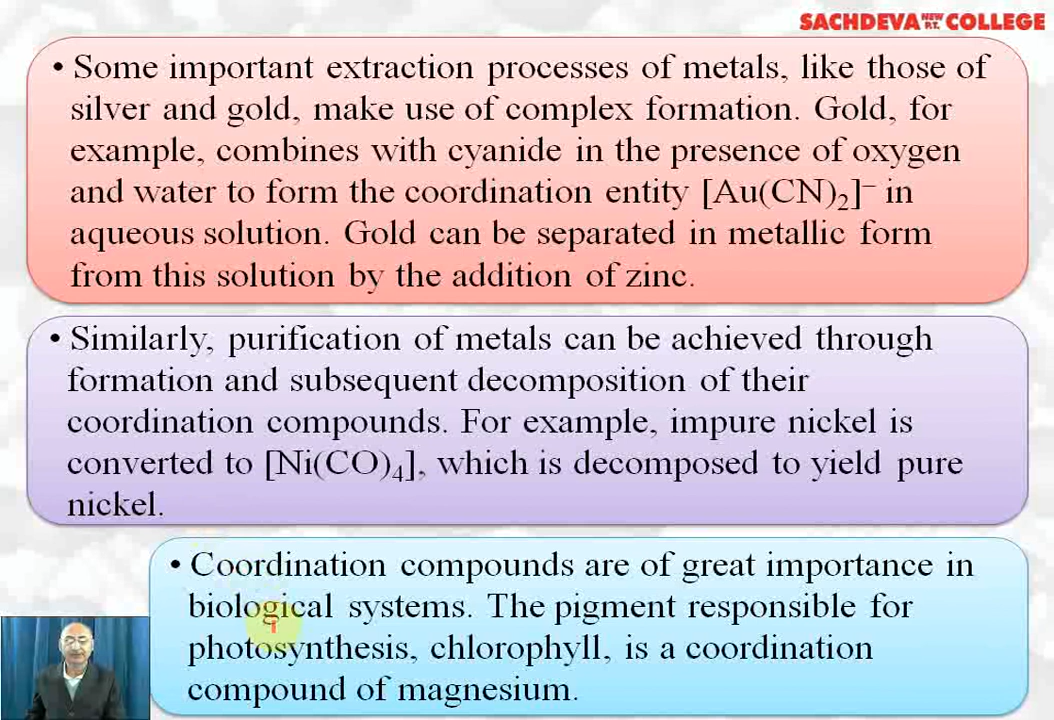 SACHDEVA NEW P.T. COLLEGE
• Some important extraction processes of metals, like those of
silver and gold, make use of complex formation. Gold, for
example, combines with cyanide in the presence of oxygen
and water to form the coordination entity [Au(CN)₂]⁻ in
aqueous solution. Gold can be separated in metallic form
from this solution by the addition of zinc.
• Similarly, purification of metals can be achieved through
formation and subsequent decomposition of their
coordination compounds. For example, impure nickel is
converted to [Ni(CO)₄], which is decomposed to yield pure
nickel.
• Coordination compounds are of great importance in
biological systems. The pigment responsible for
photosynthesis, chlorophyll, is a coordination
compound of magnesium.